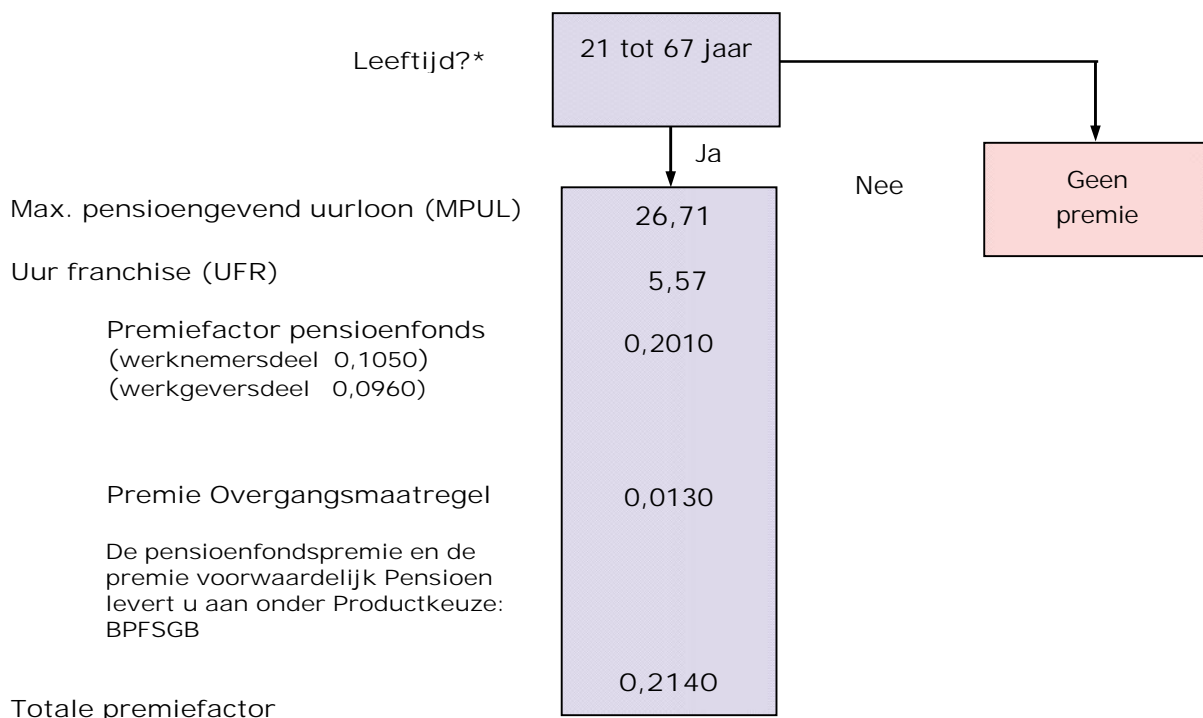 Leeftijd?*
21 tot 67 jaar
Ja
Nee
Geen
premie
Max. pensioengevend uurloon (MPUL)
26,71
Uur franchise (UFR)
5,57
Premiefactor pensioenfonds
0,2010
(werknemersdeel 0,1050)
(werkgeversdeel 0,0960)
Premie Overgangsmaatregel
0,0130
De pensioenfondspremie en de
premie voorwaardelijk Pensioen
levert u aan onder Productkeuze:
BPFSGB
0,2140
Totale premiefactor